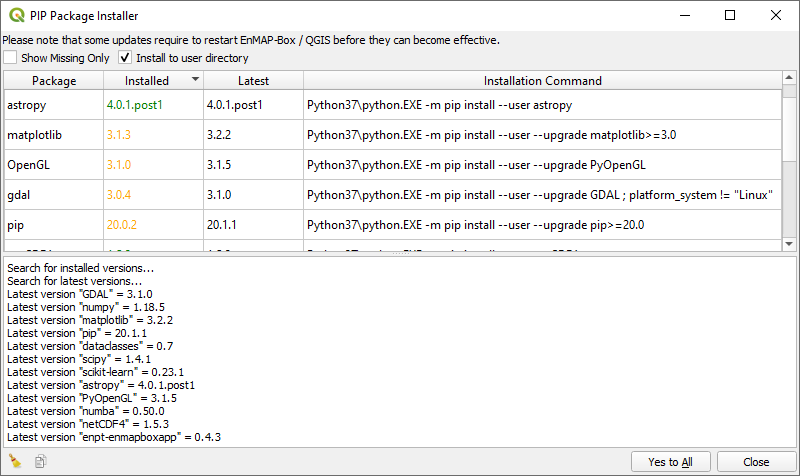 PIP Package Installer
Please note that some updates require to restart EnMAP-Box / QGIS before they can become effective.
Show Missing Only Install to user directory
Package Installed Latest Installation Command
astropy 4.0.1.post1 4.0.1.post1 Python37\python.EXE -m pip install --user astropy
matplotlib 3.1.3 3.2.2 Python37\python.EXE -m pip install --user --upgrade matplotlib>=3.0
OpenGL 3.1.0 3.1.5 Python37\python.EXE -m pip install --user --upgrade PyOpenGL
gdal 3.0.4 3.1.0 Python37\python.EXE -m pip install --user --upgrade GDAL ; platform_system != "Linux"
pip 20.0.2 20.1.1 Python37\python.EXE -m pip install --user --upgrade pip>=20.0
Search for installed versions...
Search for latest versions...
Latest version "GDAL" = 3.1.0
Latest version "numpy" = 1.18.5
Latest version "matplotlib" = 3.2.2
Latest version "pip" = 20.1.1
Latest version "dataclasses" = 0.7
Latest version "scipy" = 1.4.1
Latest version "scikit-learn" = 0.23.1
Latest version "astropy" = 4.0.1.post1
Latest version "PyOpenGL" = 3.1.5
Latest version "numba" = 0.50.0
Latest version "netCDF4" = 1.5.3
Latest version "enpt-enmapboxapp" = 0.4.3
Yes to All Close